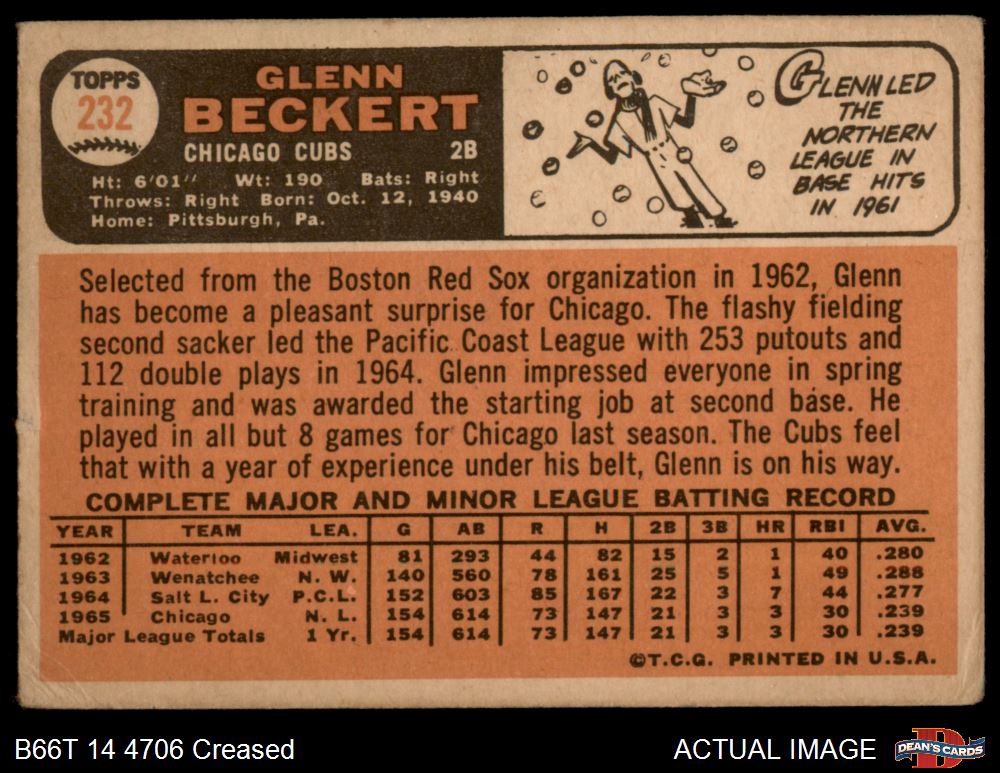 TOPPS
232
GLENN
BECKERT
CHICAGO CUBS 2B
Ht: 6'01" Wt: 190 Bats: Right
Throws: Right Born: Oct. 12, 1940
Home: Pittsburgh, Pa.
GLENN LED
THE
NORTHERN
LEAGUE IN
BASE HITS
IN 1961
Selected from the Boston Red Sox organization in 1962, Glenn
has become a pleasant surprise for Chicago. The flashy fielding
second sacker led the Pacific Coast League with 253 putouts and
112 double plays in 1964. Glenn impressed everyone in spring
training and was awarded the starting job at second base. He
played in all but 8 games for Chicago last season. The Cubs feel
that with a year of experience under his belt, Glenn is on his way.
COMPLETE MAJOR AND MINOR LEAGUE BATTING RECORD
YEAR TEAM LEA. G AB R H 2B 3B HR RBI AVG.
1962 Waterloo Midwest 81 293 44 82 15 2 1 40 .280
1963 Wenatchee N. W. 140 560 78 161 25 5 1 49 .288
1964 Salt L. City P.C.L. 152 603 85 167 22 3 7 44 .277
1965 Chicago N. L. 154 614 73 147 21 3 3 30 .239
Major League Totals 1 Yr. 154 614 73 147 21 3 3 30 .239
©T.C.G. PRINTED IN U.S.A.
B66T 14 4706 Creased ACTUAL IMAGE
DEAN'S CARDS